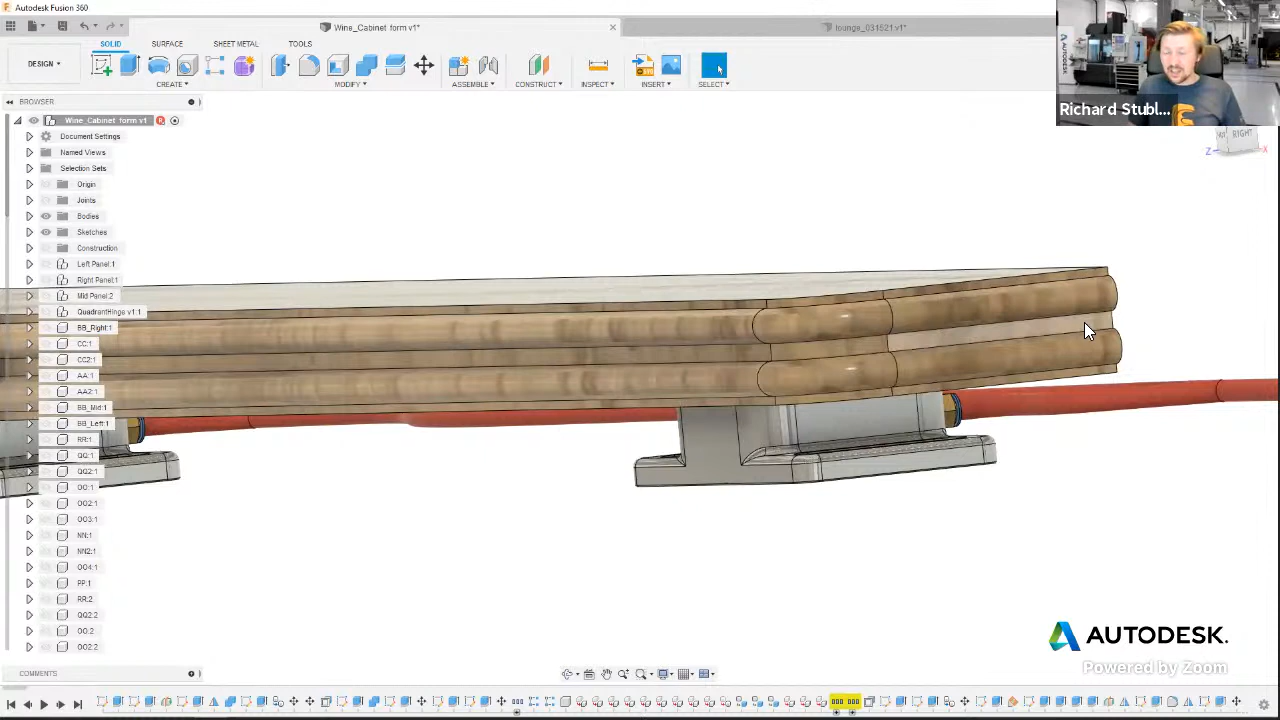 Autodesk Fusion 360
Wine_Cabinet_form v1*
lounge_031521 v1*
SOLID
SURFACE
SHEET METAL
TOOLS
DESIGN
CREATE
MODIFY
ASSEMBLE
CONSTRUCT
INSPECT
INSERT
SELECT
Richard Stubl...
BROWSER
Wine_Cabinet_form v1
Document Settings
Named Views
Selection Sets
Origin
Joints
Bodies
Sketches
Construction
Left Panel:1
Right Panel:1
Mid Panel:2
QuadrantHinge v1:1
BB_Right:1
CC:1
CC2:1
AA:1
AA2:1
BB_Mid:1
BB_Left:1
RR:1
QQ:1
QQ2:1
OO:1
OO2:1
OO3:1
NN:1
NN2:1
OO4:1
PP:1
RR:2
QQ2:2
OO:2
OO2:2
RIGHT
Z
X
COMMENTS
AUTODESK.
Powered by Zoom